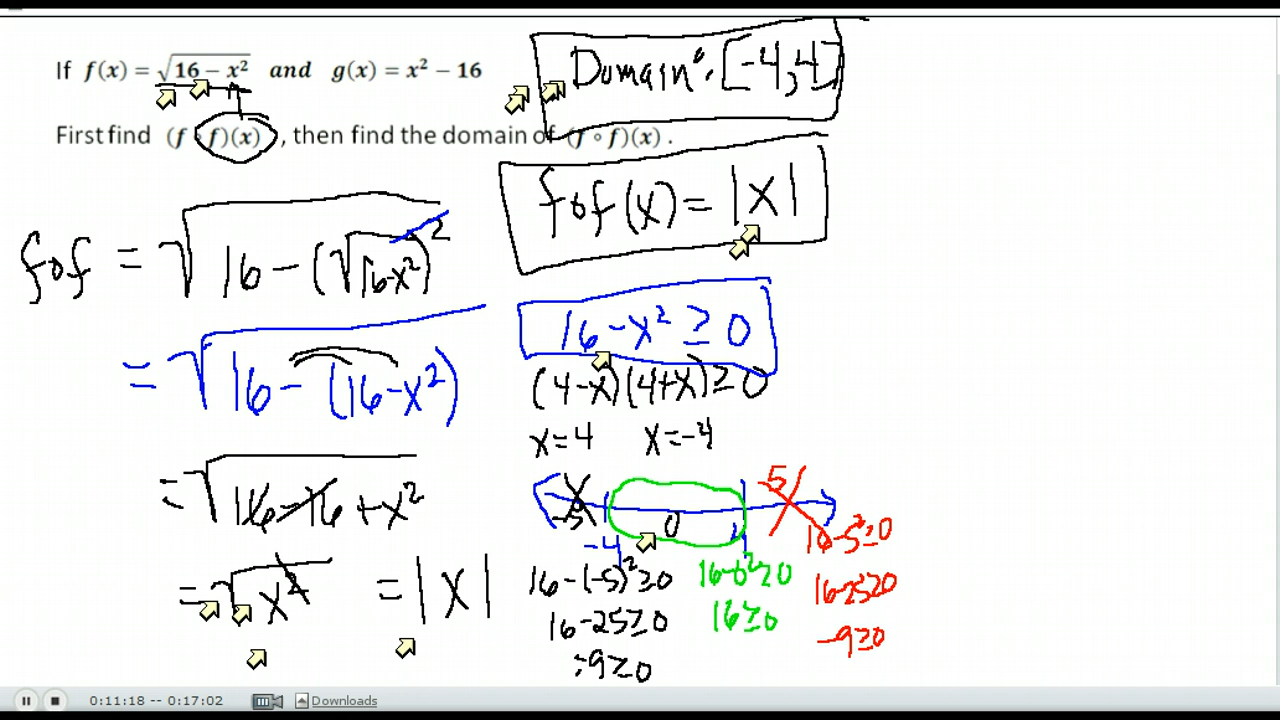 If f(x) = √16 − x² and g(x) = x² − 16
Domain: [-4,4]
First find (f ∘ f)(x) , then find the domain of (f ∘ f)(x) .
fof(x) = |x|
fof = √16 − (√16-x²)²
= √16 − (16-x²)
= √16-16+x²
= √x² = |x|
16-x² ≥ 0
(4-x)(4+x) ≥ 0
x=4 x=-4
-5 0 5
-4 4
16-(-5)²≥0
16-25≥0
-9≥0
16-0²≥0
16≥0
16-5²≥0
16-25≥0
-9≥0
0:11:18 -- 0:17:02 Downloads